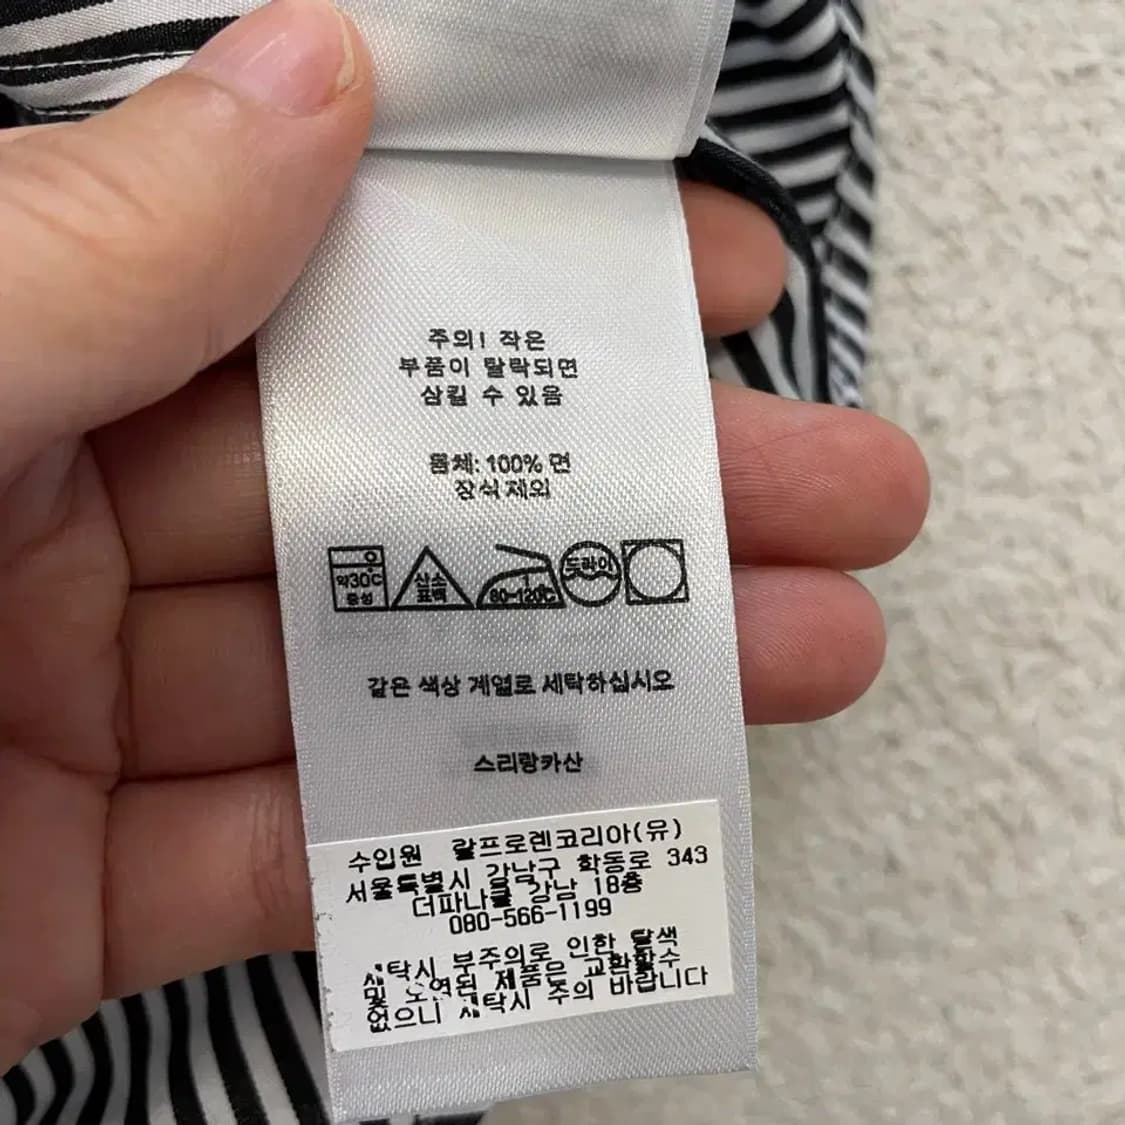 주의! 작은
부품이 탈락되면
삼킬 수 있음
몸체: 100% 면
장식 제외
약30℃
중성
산소
표백
80-120℃
드라이
같은 색상 계열로 세탁하십시오
스리랑카산
수입원 랄프로렌코리아(유)
서울특별시 강남구 학동로 343
더피나클 강남 18층
080-566-1199
세탁시 부주의로 인한 탈색
및 오염된 제품은 교환할수
없으니 세탁시 주의 바랍니다